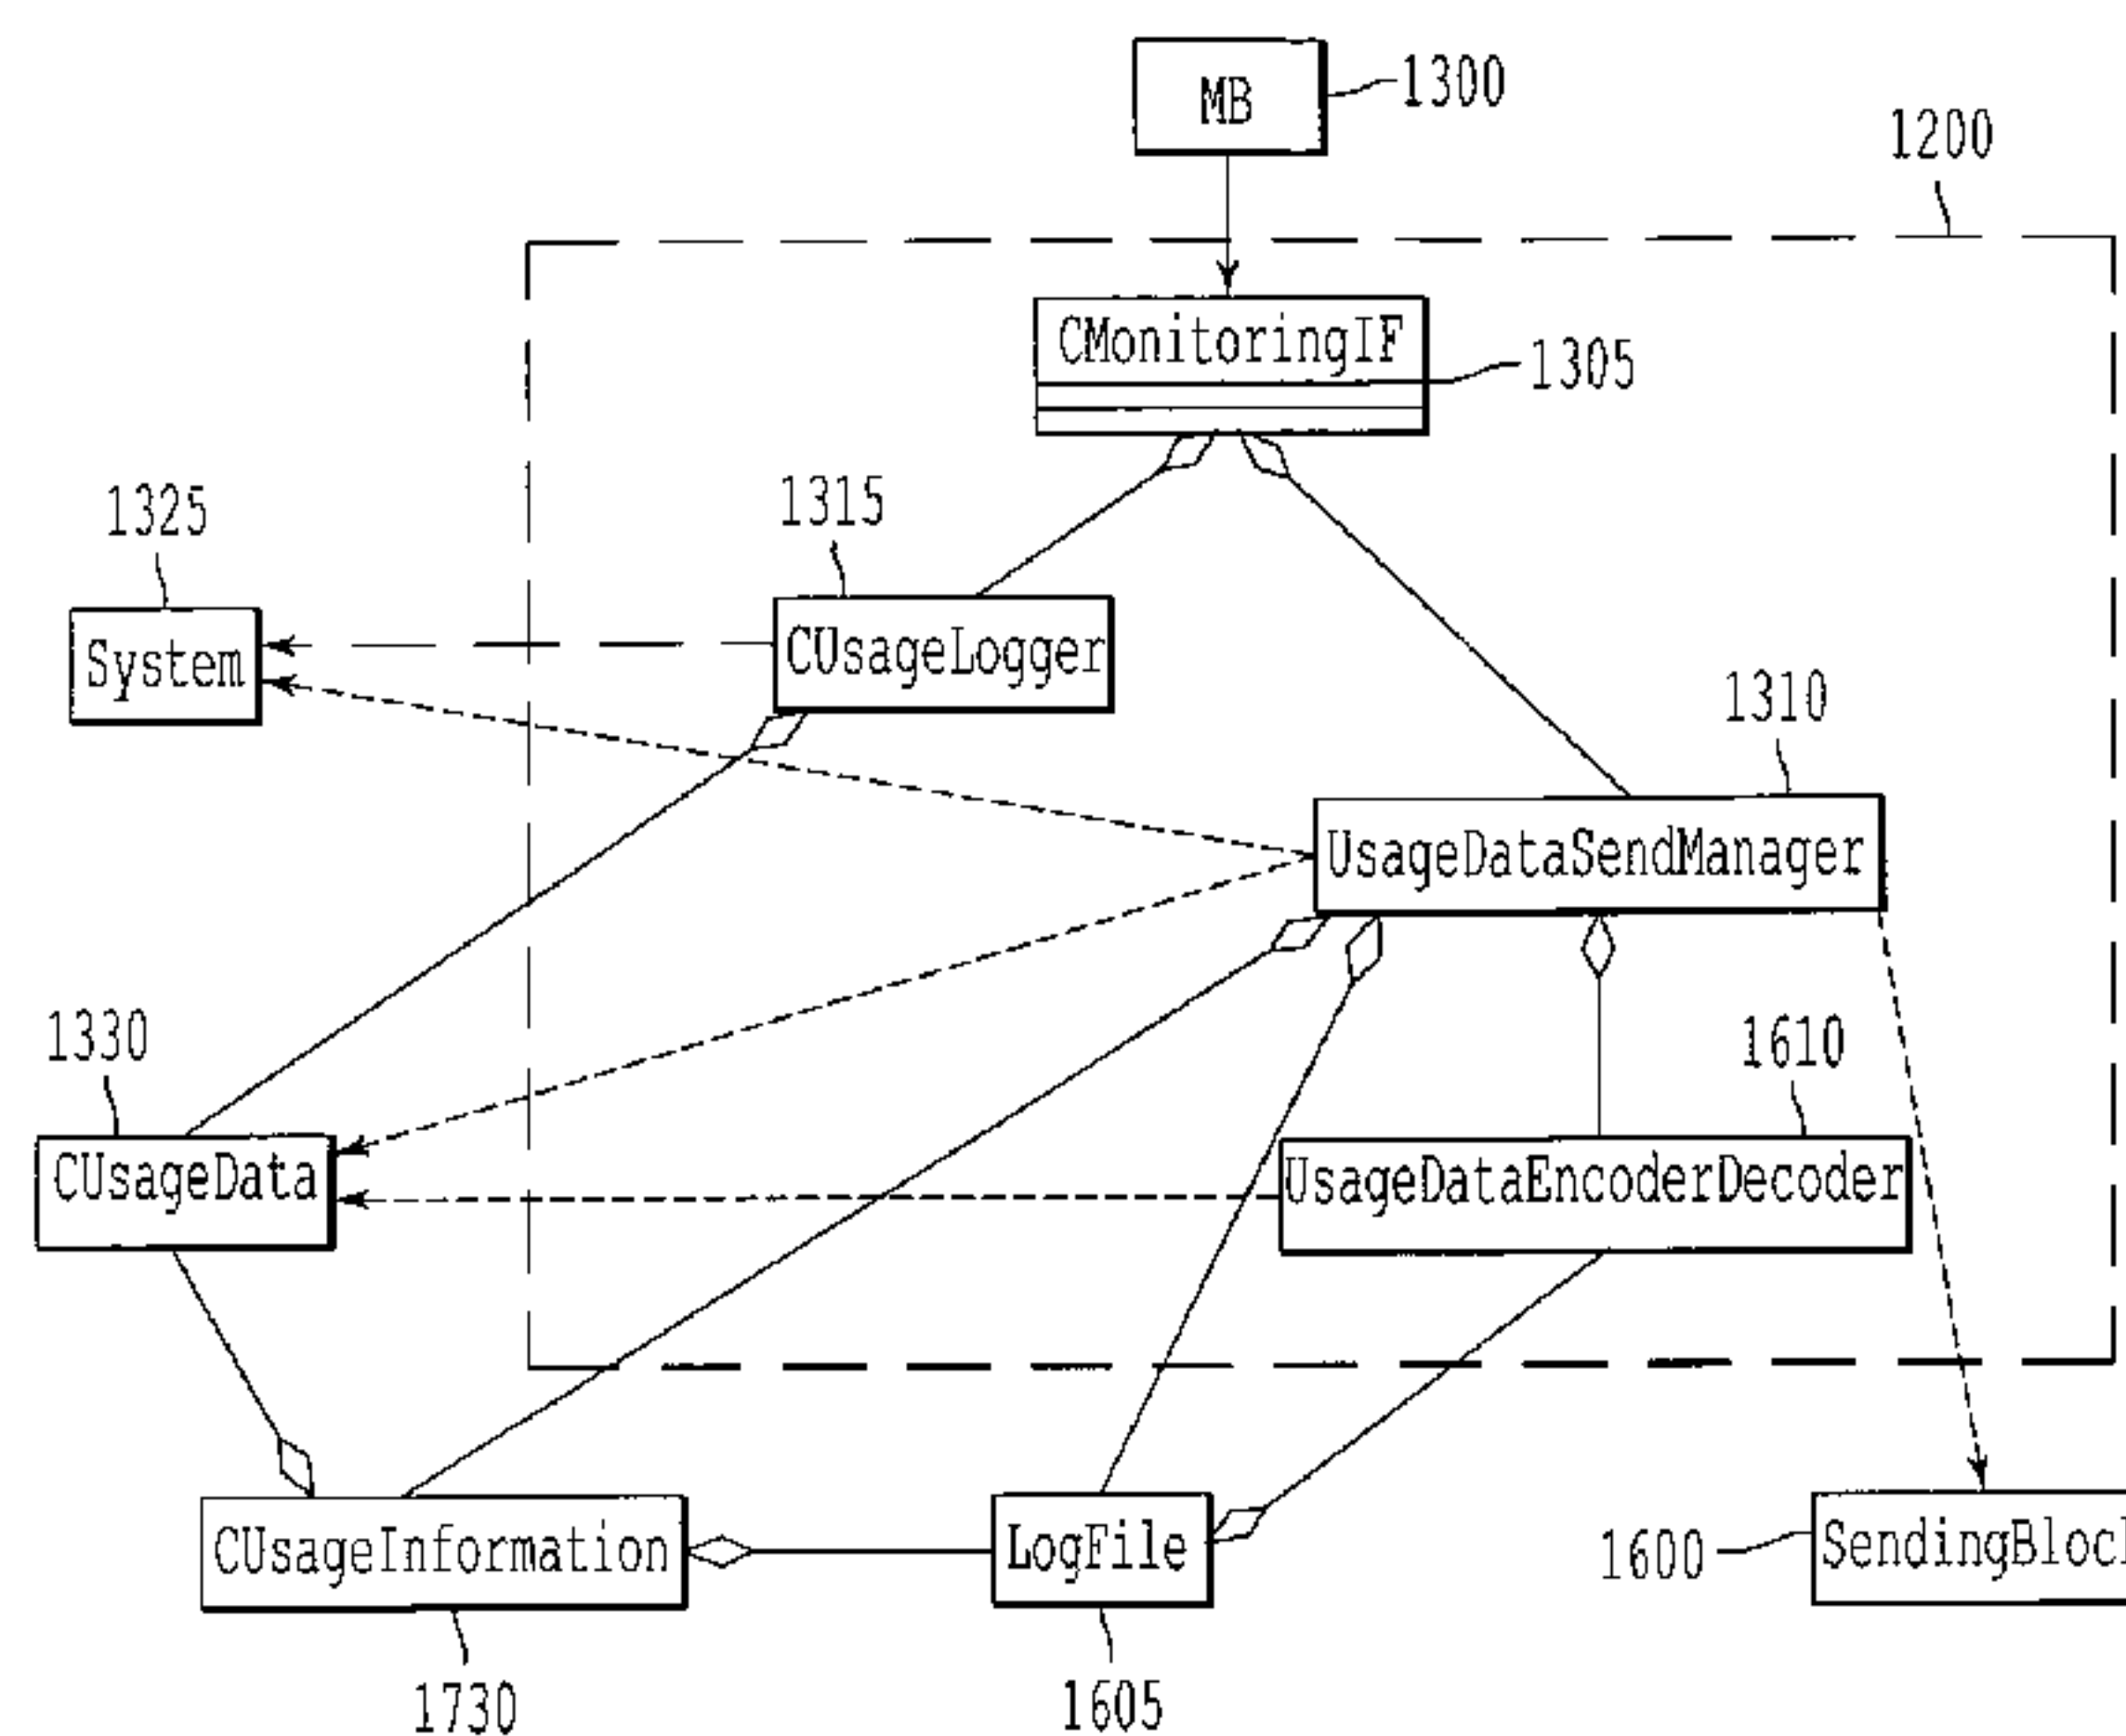 MB
1300
1200
CMonitoringIF
1305
1325
1315
System
CUsageLogger
1310
UsageDataSendManager
1330
1610
CUsageData
UsageDataEncoderDecoder
CUsageInformation
LogFile
1600
1730
1605